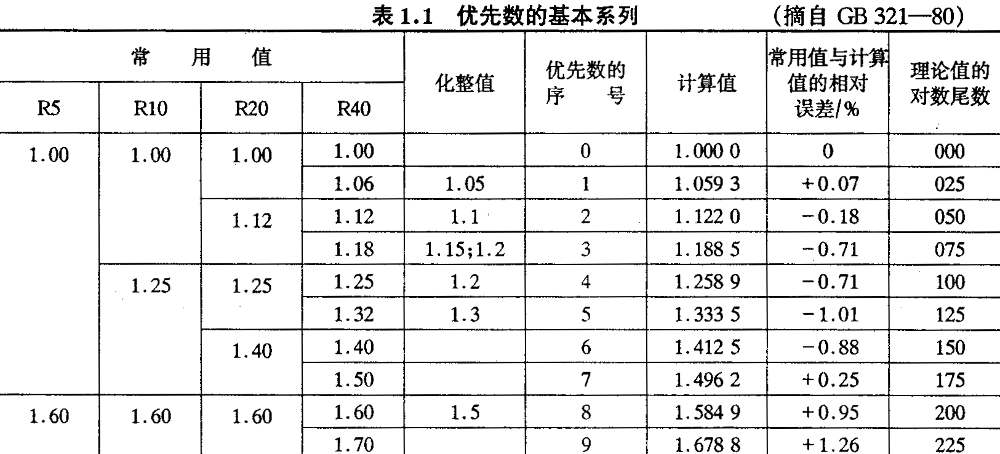 表 1.1 优先数的基本系列 (摘自 GB 321—80)
常 用 值 化整值 优先数的序 号 计算值 常用值与计算值的相对误差/% 理论值的对数尾数
R5 R10 R20 R40
1.00 1.00 1.00 1.00 0 1.000 0 0 000
1.06 1.05 1 1.059 3 +0.07 025
1.12 1.12 1.1 2 1.122 0 -0.18 050
1.18 1.15;1.2 3 1.188 5 -0.71 075
1.25 1.25 1.25 1.2 4 1.258 9 -0.71 100
1.32 1.3 5 1.333 5 -1.01 125
1.40 1.40 6 1.412 5 -0.88 150
1.50 7 1.496 2 +0.25 175
1.60 1.60 1.60 1.60 1.5 8 1.584 9 +0.95 200
1.70 9 1.678 8 +1.26 225